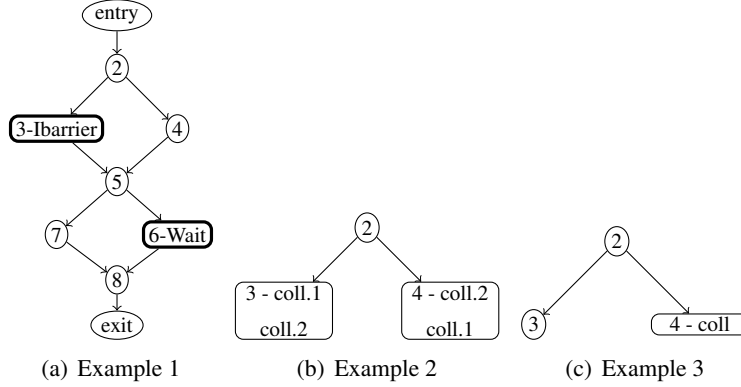 entry
2
3-Ibarrier
4
5
7
6-Wait
8
exit
(a) Example 1
2
3 - coll.1
coll.2
4 - coll.2
coll.1
(b) Example 2
2
3
4 - coll
(c) Example 3